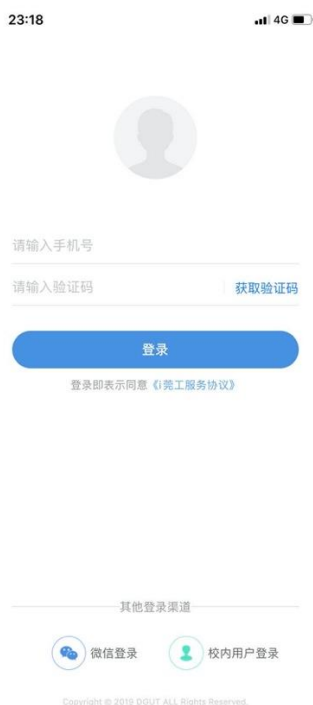 23:18
4G
请输入手机号
请输入验证码
获取验证码
登录
登录即表示同意《i莞工服务协议》
其他登录渠道
微信登录
校内用户登录
Copyright © 2019 DGUT ALL Rights Reserved.